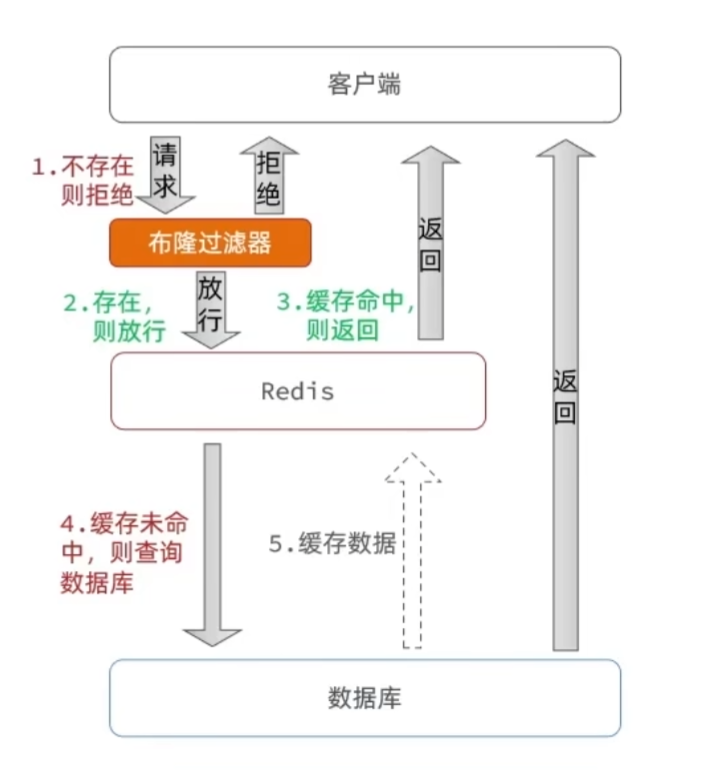 客户端
1.不存在
则拒绝
请求
拒绝
返回
布隆过滤器
2.存在，
则放行
放行
3.缓存命中，
则返回
Redis
返回
4.缓存未命
中，则查询
数据库
5.缓存数据
数据库